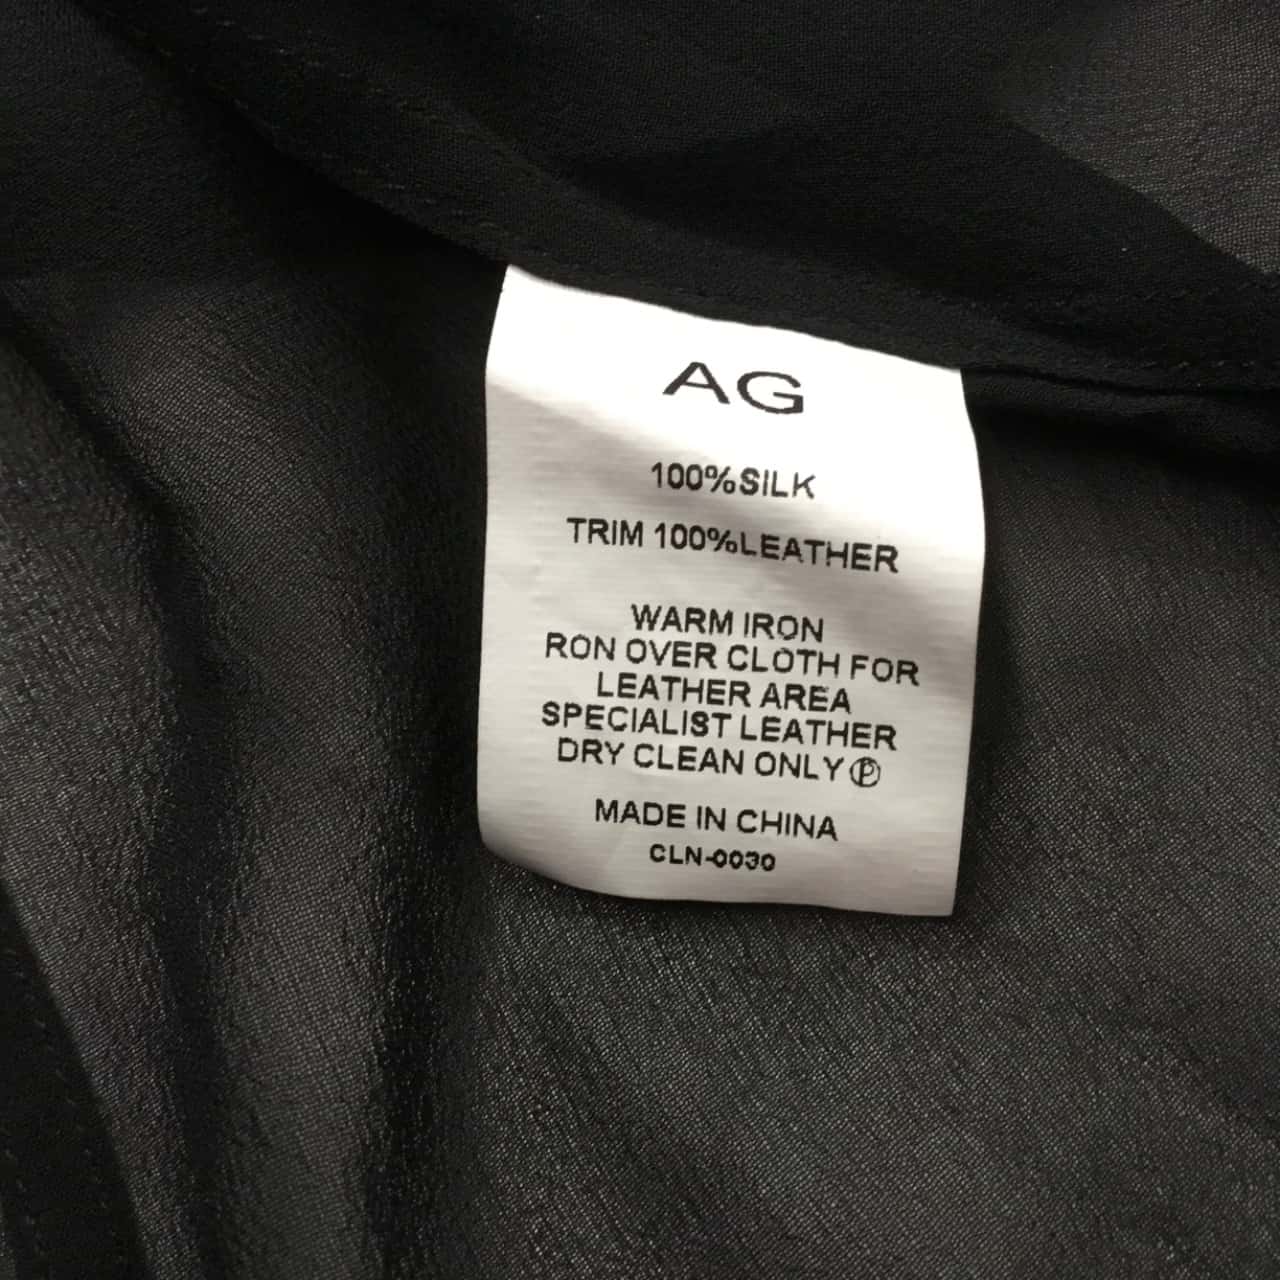 AG
100%SILK
TRIM 100%LEATHER
WARM IRON
RON OVER CLOTH FOR
LEATHER AREA
SPECIALIST LEATHER
DRY CLEAN ONLY Ⓟ
MADE IN CHINA
CLN-0030